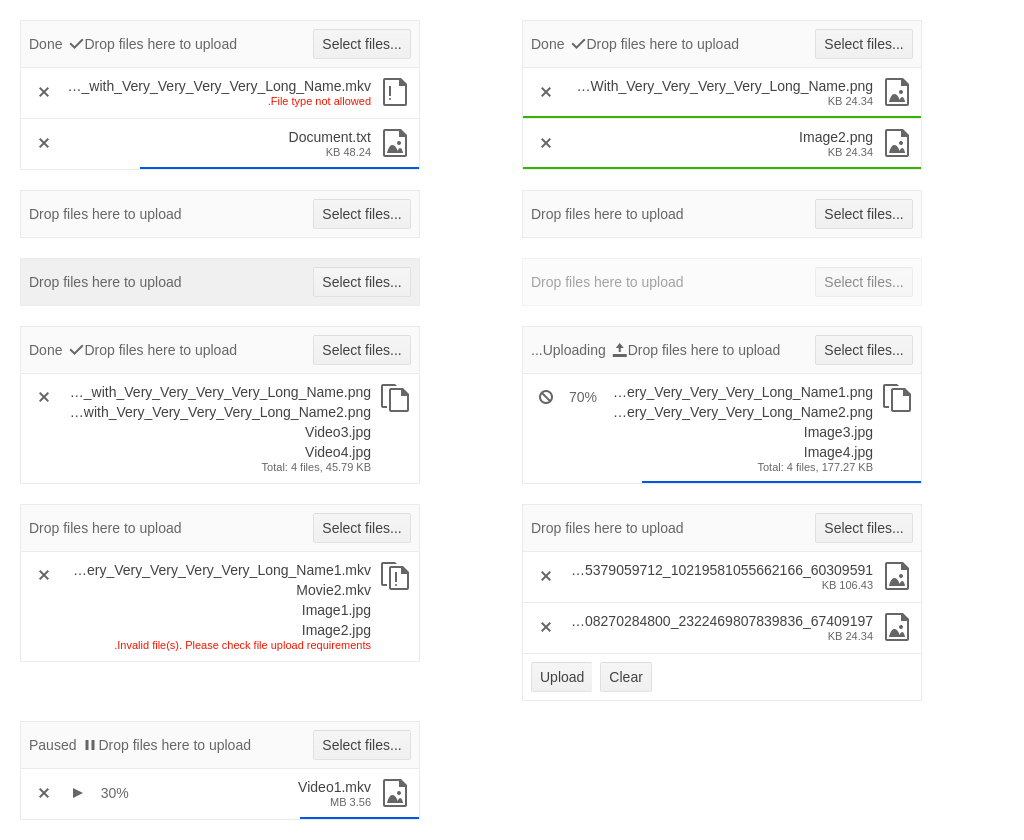 Done Drop files here to upload Select files...
..._with_Very_Very_Very_Very_Long_Name.mkv
.File type not allowed
Document.txt
KB 48.24
Done Drop files here to upload Select files...
...With_Very_Very_Very_Very_Long_Name.png
KB 24.34
Image2.png
KB 24.34
Drop files here to upload Select files...
Drop files here to upload Select files...
Drop files here to upload Select files...
Drop files here to upload Select files...
Done Drop files here to upload Select files...
..._with_Very_Very_Very_Very_Long_Name.png
...with_Very_Very_Very_Very_Long_Name2.png
Video3.jpg
Video4.jpg
Total: 4 files, 45.79 KB
...Uploading Drop files here to upload Select files...
70% ...ery_Very_Very_Very_Long_Name1.png
...ery_Very_Very_Very_Long_Name2.png
Image3.jpg
Image4.jpg
Total: 4 files, 177.27 KB
Drop files here to upload Select files...
...ery_Very_Very_Very_Very_Long_Name1.mkv
Movie2.mkv
Image1.jpg
Image2.jpg
.Invalid file(s). Please check file upload requirements
Drop files here to upload Select files...
...5379059712_10219581055662166_60309591
KB 106.43
...08270284800_2322469807839836_67409197
KB 24.34
Upload Clear
Paused Drop files here to upload Select files...
30% Video1.mkv
MB 3.56